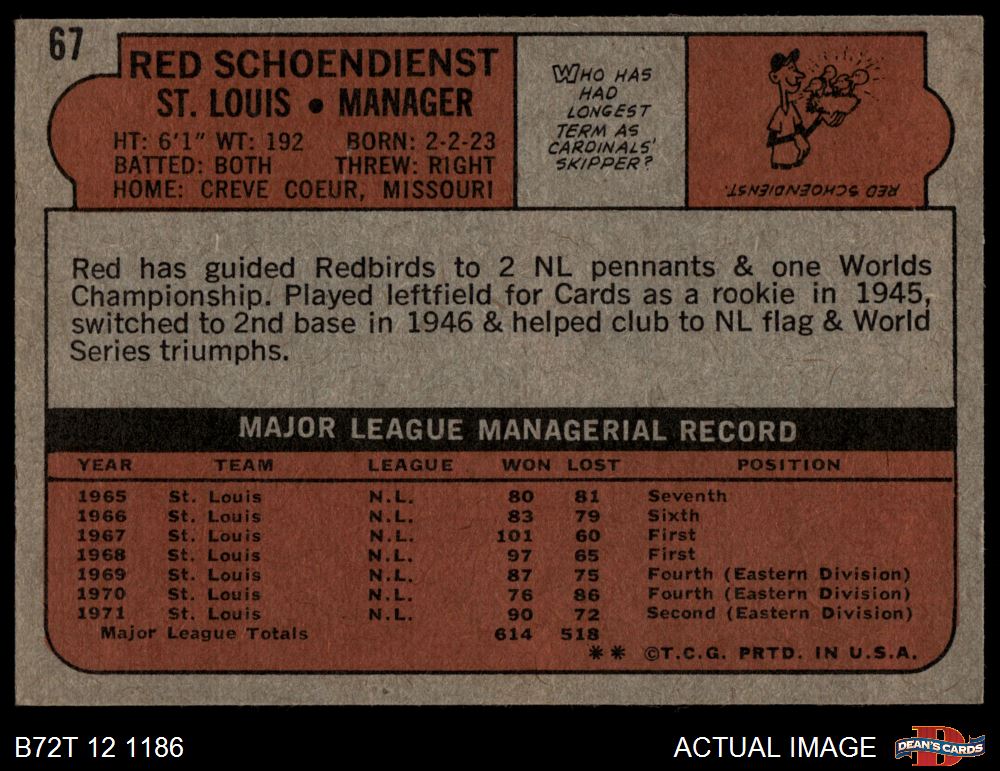 67
RED SCHOENDIENST
ST. LOUIS • MANAGER
HT: 6'1" WT: 192 BORN: 2-2-23
BATTED: BOTH THREW: RIGHT
HOME: CREVE COEUR, MISSOURI
WHO HAS
HAD
LONGEST
TERM AS
CARDINALS'
SKIPPER?
RED SCHOENDIENST.
Red has guided Redbirds to 2 NL pennants & one Worlds
Championship. Played leftfield for Cards as a rookie in 1945,
switched to 2nd base in 1946 & helped club to NL flag & World
Series triumphs.
MAJOR LEAGUE MANAGERIAL RECORD
YEAR TEAM LEAGUE WON LOST POSITION
1965 St. Louis N.L. 80 81 Seventh
1966 St. Louis N.L. 83 79 Sixth
1967 St. Louis N.L. 101 60 First
1968 St. Louis N.L. 97 65 First
1969 St. Louis N.L. 87 75 Fourth (Eastern Division)
1970 St. Louis N.L. 76 86 Fourth (Eastern Division)
1971 St. Louis N.L. 90 72 Second (Eastern Division)
Major League Totals 614 518
** ©T.C.G. PRTD. IN U.S.A.
B72T 12 1186 ACTUAL IMAGE
D
DEAN'S CARDS